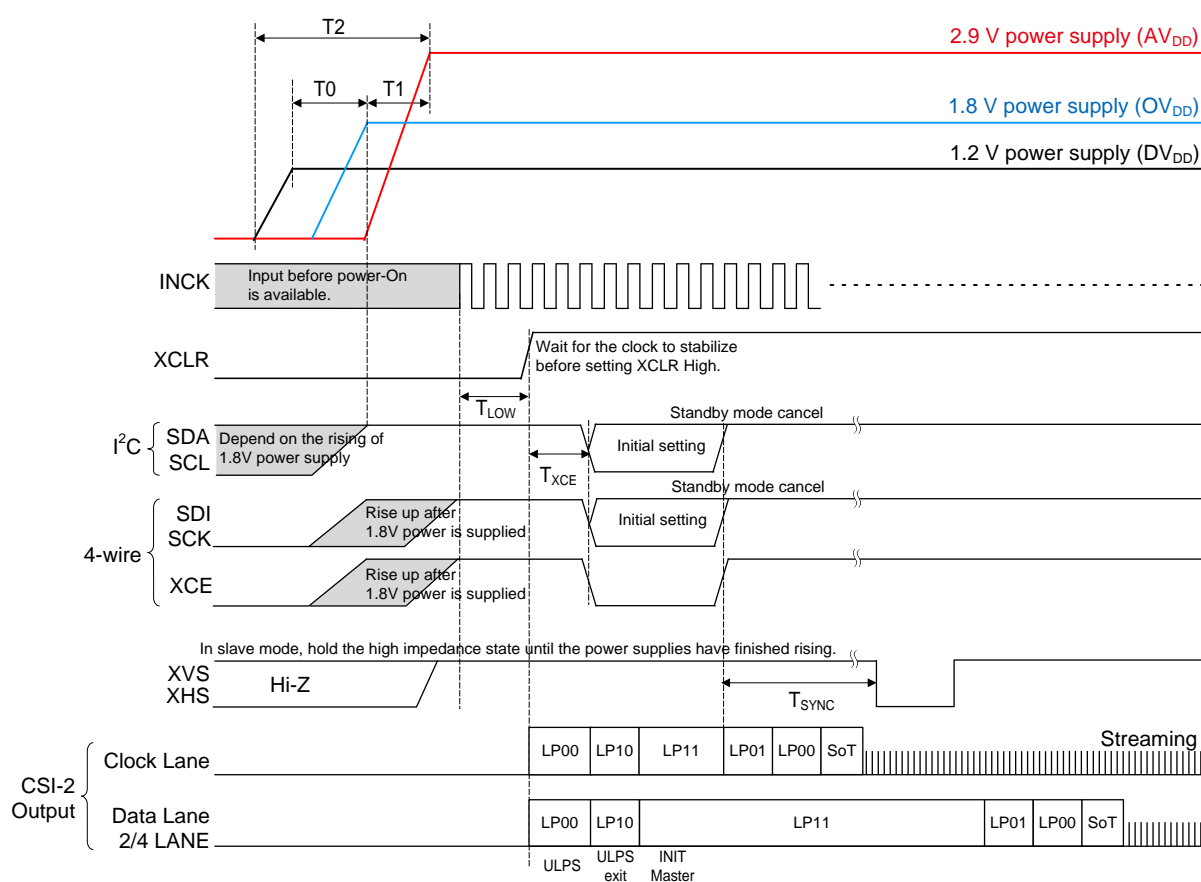 T2
2.9 V power supply (AVDD)
T0
T1
1.8 V power supply (OVDD)
1.2 V power supply (DVDD)
INCK
Input before power-On
is available.
XCLR
Wait for the clock to stabilize
before setting XCLR High.
TLOW
Standby mode cancel
I²C
SDA
SCL
Depend on the rising of
1.8V power supply
Initial setting
TXCE
Standby mode cancel
4-wire
SDI
SCK
Rise up after
1.8V power is supplied
Initial setting
XCE
Rise up after
1.8V power is supplied
In slave mode, hold the high impedance state until the power supplies have finished rising.
XVS
XHS
Hi-Z
TSYNC
CSI-2
Output
Clock Lane
LP00 LP10 LP11 LP01 LP00 SoT
Streaming
Data Lane
2/4 LANE
LP00 LP10 LP11 LP01 LP00 SoT
ULPS
ULPS
exit
INIT
Master